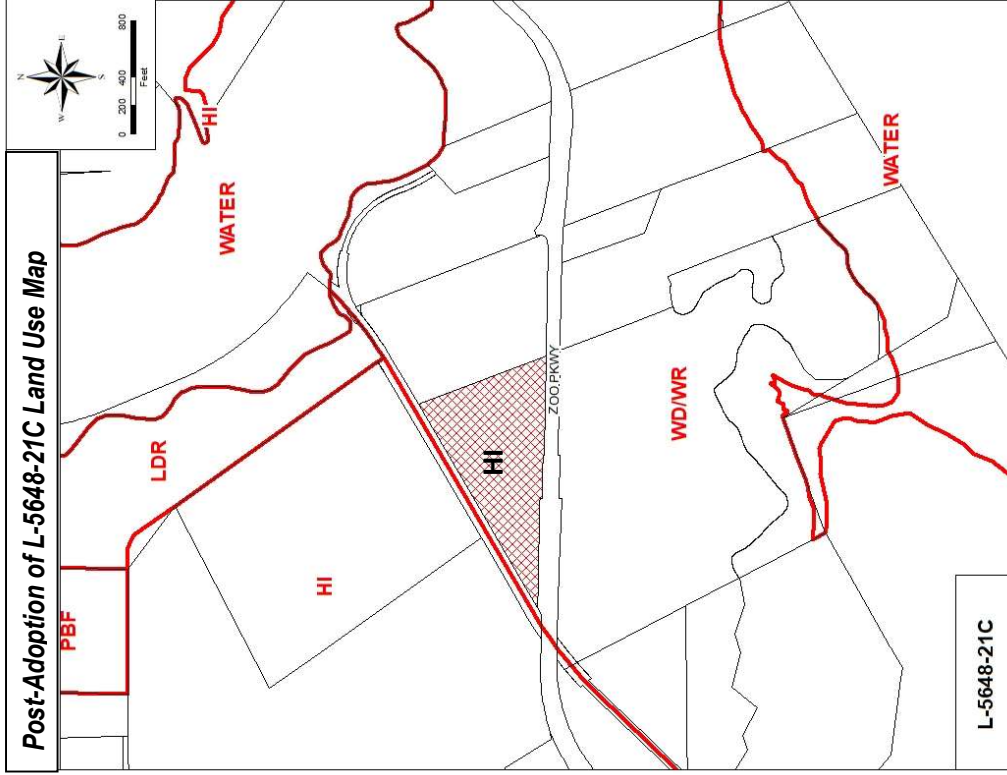 Post-Adoption of L-5648-21C Land Use Map
N
W
E
S
0 200 400 800
Feet
HI
WATER
LDR
PBF
HI
HI
ZOO PKWY
WD/WR
WATER
L-5648-21C